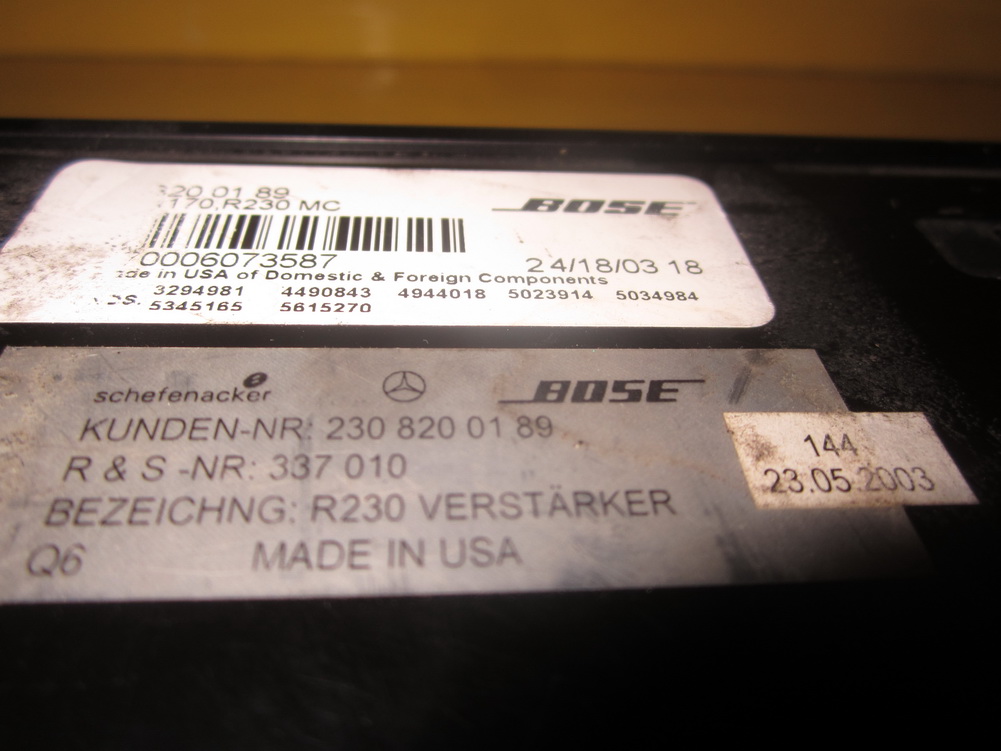 20 01 89
170,R230 MC
BOSE
0006073587
24/18/03 18
in USA of Domestic & Foreign Components
3294981 4490843 4944018 5023914 5034984
5345165 5615270
schefenacker BOSE
KUNDEN-NR: 230 820 01 89
R & S -NR: 337 010
BEZEICHNG: R230 VERSTÄRKER
Q6 MADE IN USA
144
23.05.2003